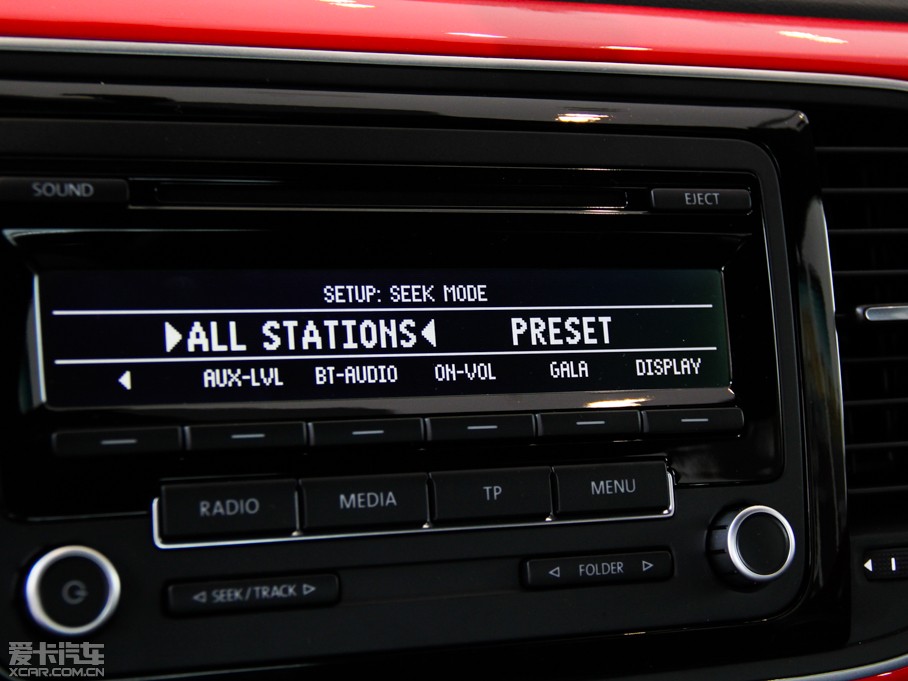 SOUND
EJECT
SETUP: SEEK MODE
ALL STATIONS PRESET
AUX-LVL BT-AUDIO ON-VOL GALA DISPLAY
RADIO MEDIA TP MENU
SEEK/TRACK FOLDER
爱卡汽车
XCAR.COM.CN